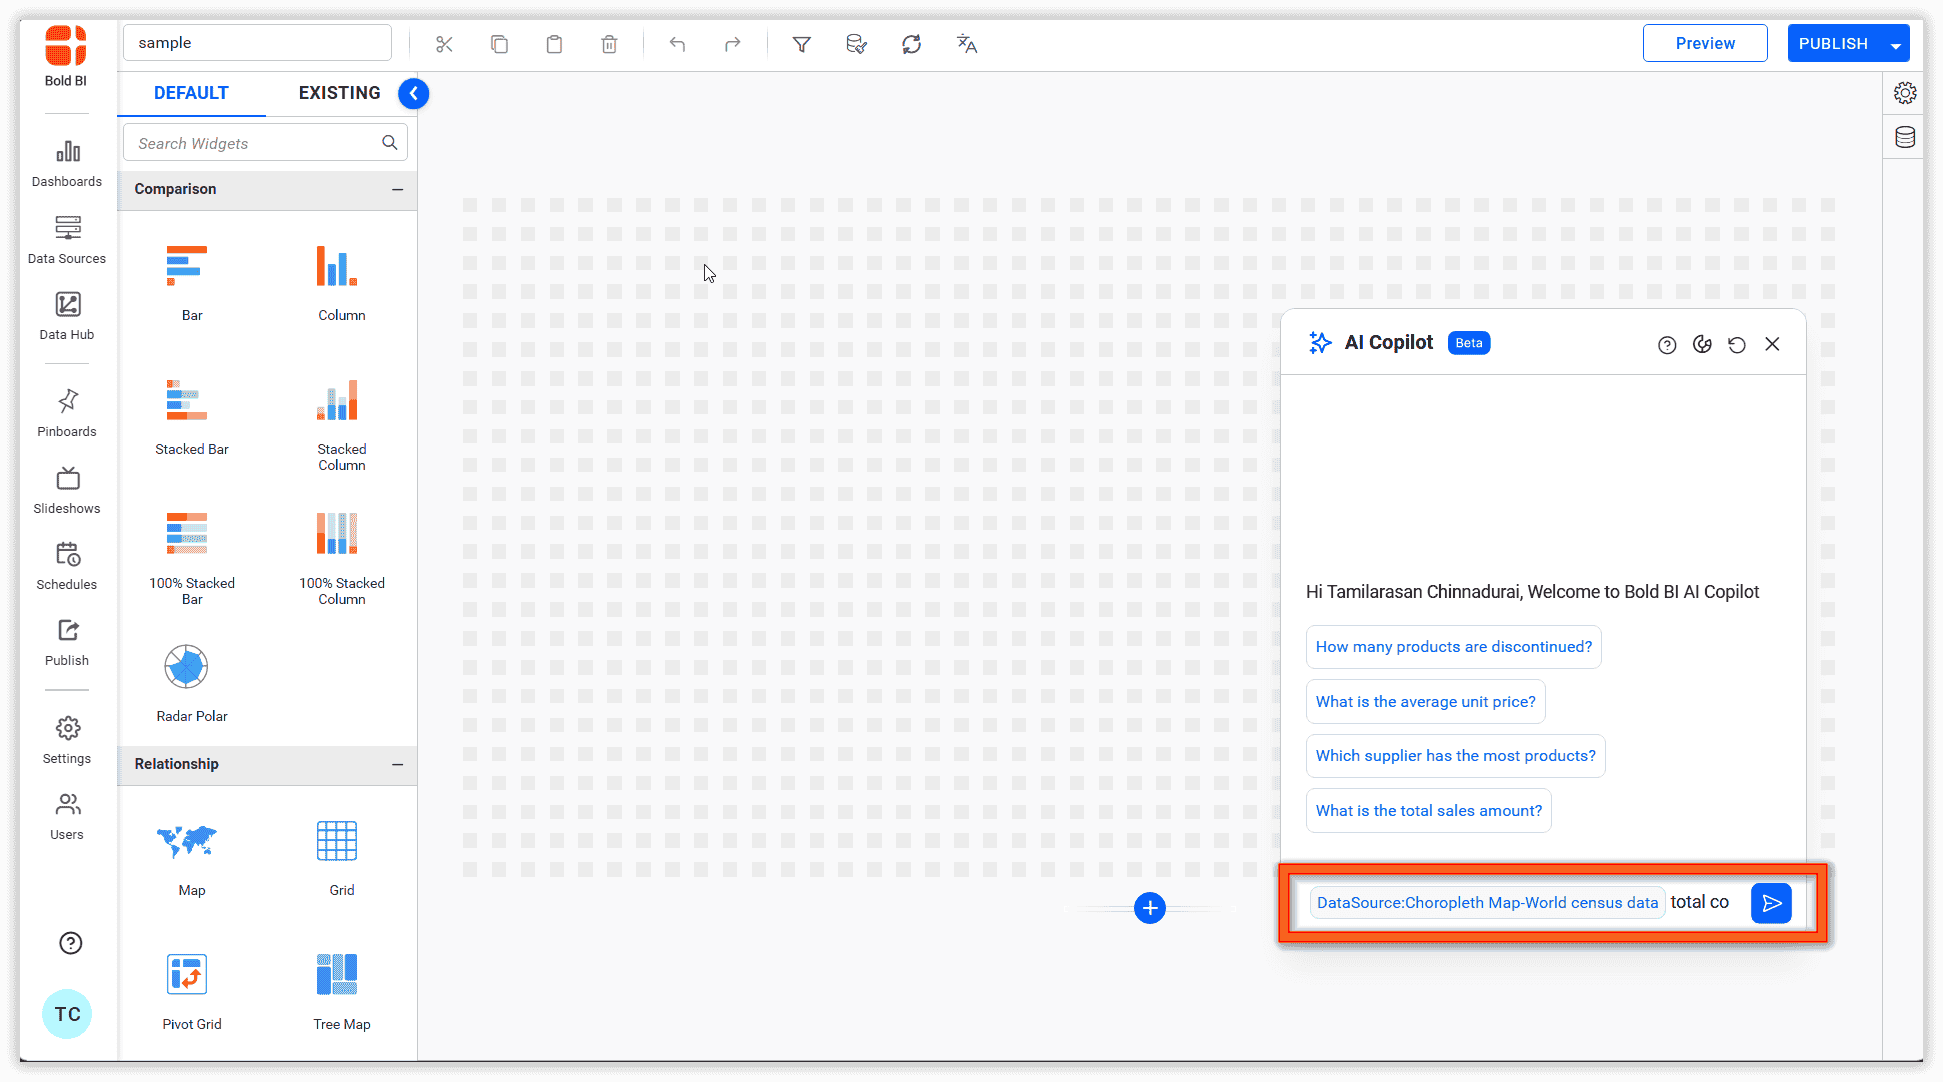 Bold BI
sample
Preview
PUBLISH
DEFAULT
EXISTING
Search Widgets
Comparison
Bar
Column
Stacked Bar
Stacked
Column
100% Stacked
Bar
100% Stacked
Column
Radar Polar
Relationship
Map
Grid
Pivot Grid
Tree Map
Dashboards
Data Sources
Data Hub
Pinboards
Slideshows
Schedules
Publish
Settings
Users
TC
AI Copilot
Beta
Hi Tamilarasan Chinnadurai, Welcome to Bold BI AI Copilot
How many products are discontinued?
What is the average unit price?
Which supplier has the most products?
What is the total sales amount?
DataSource:Choropleth Map-World census data total co